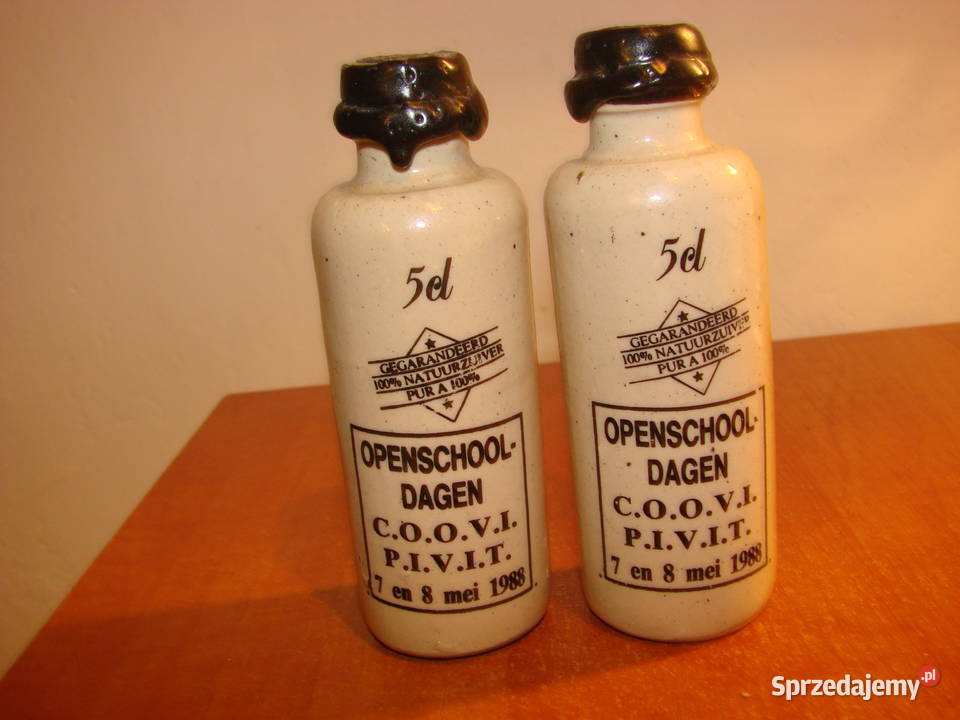 5cl
GEGARANDEERD
100% NATUURZUIVER
PUR A 100%
OPENSCHOOL-
DAGEN
C.O.O.V.I.
P.I.V.I.T.
7 en 8 mei 1988
5cl
GEGARANDEERD
100% NATUURZUIVER
PUR A 100%
OPENSCHOOL-
DAGEN
C.O.O.V.I.
P.I.V.I.T.
7 en 8 mei 1988
Sprzedajemy.pl